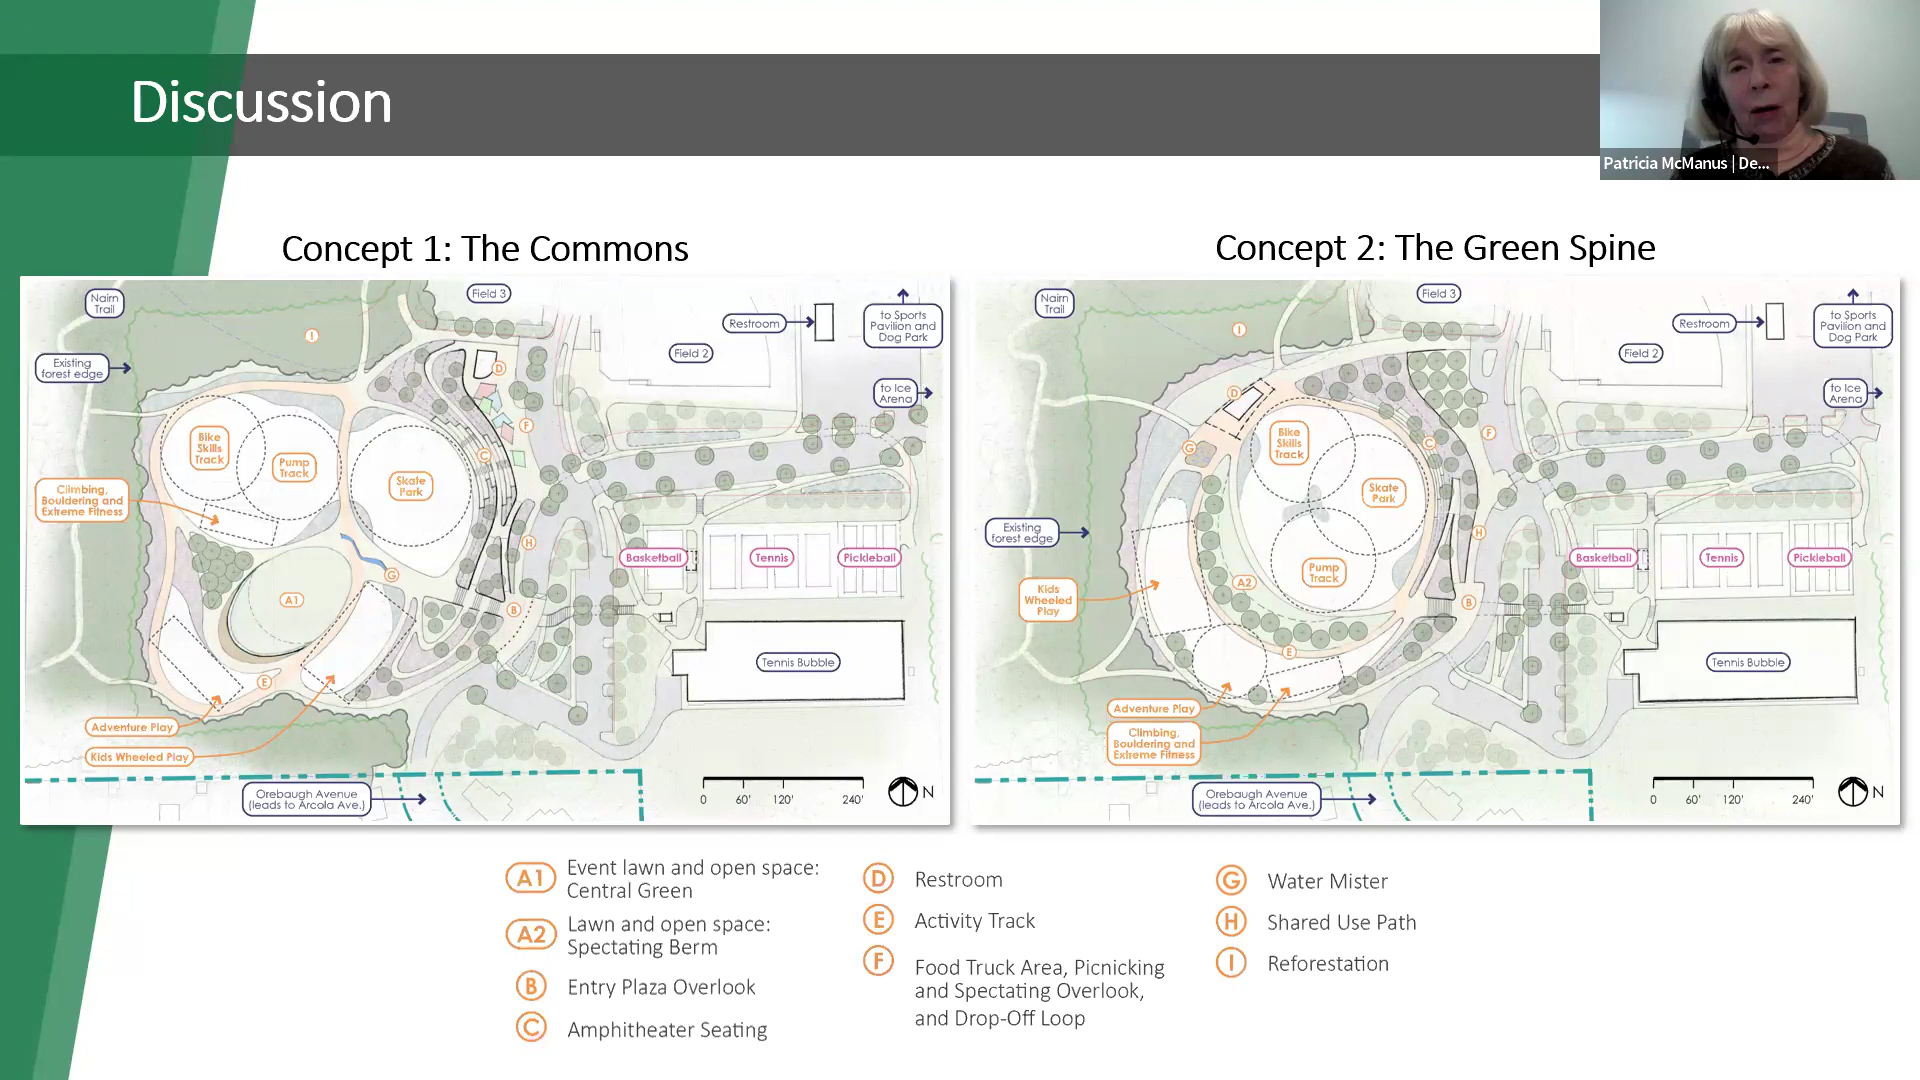 Discussion
Patricia McManus | De...
Concept 1: The Commons
Nairn
Trail
Field 3
Restroom
to Sports
Pavilion and
Dog Park
Existing
forest edge
I
Field 2
D
to Ice
Arena
F
Bike
Skills
Track
Pump
Track
Skate
Park
C
Climbing,
Bouldering and
Extreme Fitness
H
Basketball
Tennis
Pickleball
G
A1
B
Tennis Bubble
E
Adventure Play
Kids Wheeled Play
Orebaugh Avenue
(leads to Arcola Ave.)
0 60' 120' 240'
N
Concept 2: The Green Spine
Nairn
Trail
Field 3
Restroom
to Sports
Pavilion and
Dog Park
I
Field 2
D
to Ice
Arena
F
Bike
Skills
Track
C
G
Skate
Park
Existing
forest edge
H
Basketball
Tennis
Pickleball
Pump
Track
A2
Kids
Wheeled
Play
B
E
Tennis Bubble
Adventure Play
Climbing,
Bouldering and
Extreme Fitness
Orebaugh Avenue
(leads to Arcola Ave.)
0 60' 120' 240'
N
A1 Event lawn and open space:
Central Green
A2 Lawn and open space:
Spectating Berm
B Entry Plaza Overlook
C Amphitheater Seating
D Restroom
E Activity Track
F Food Truck Area, Picnicking
and Spectating Overlook,
and Drop-Off Loop
G Water Mister
H Shared Use Path
I Reforestation